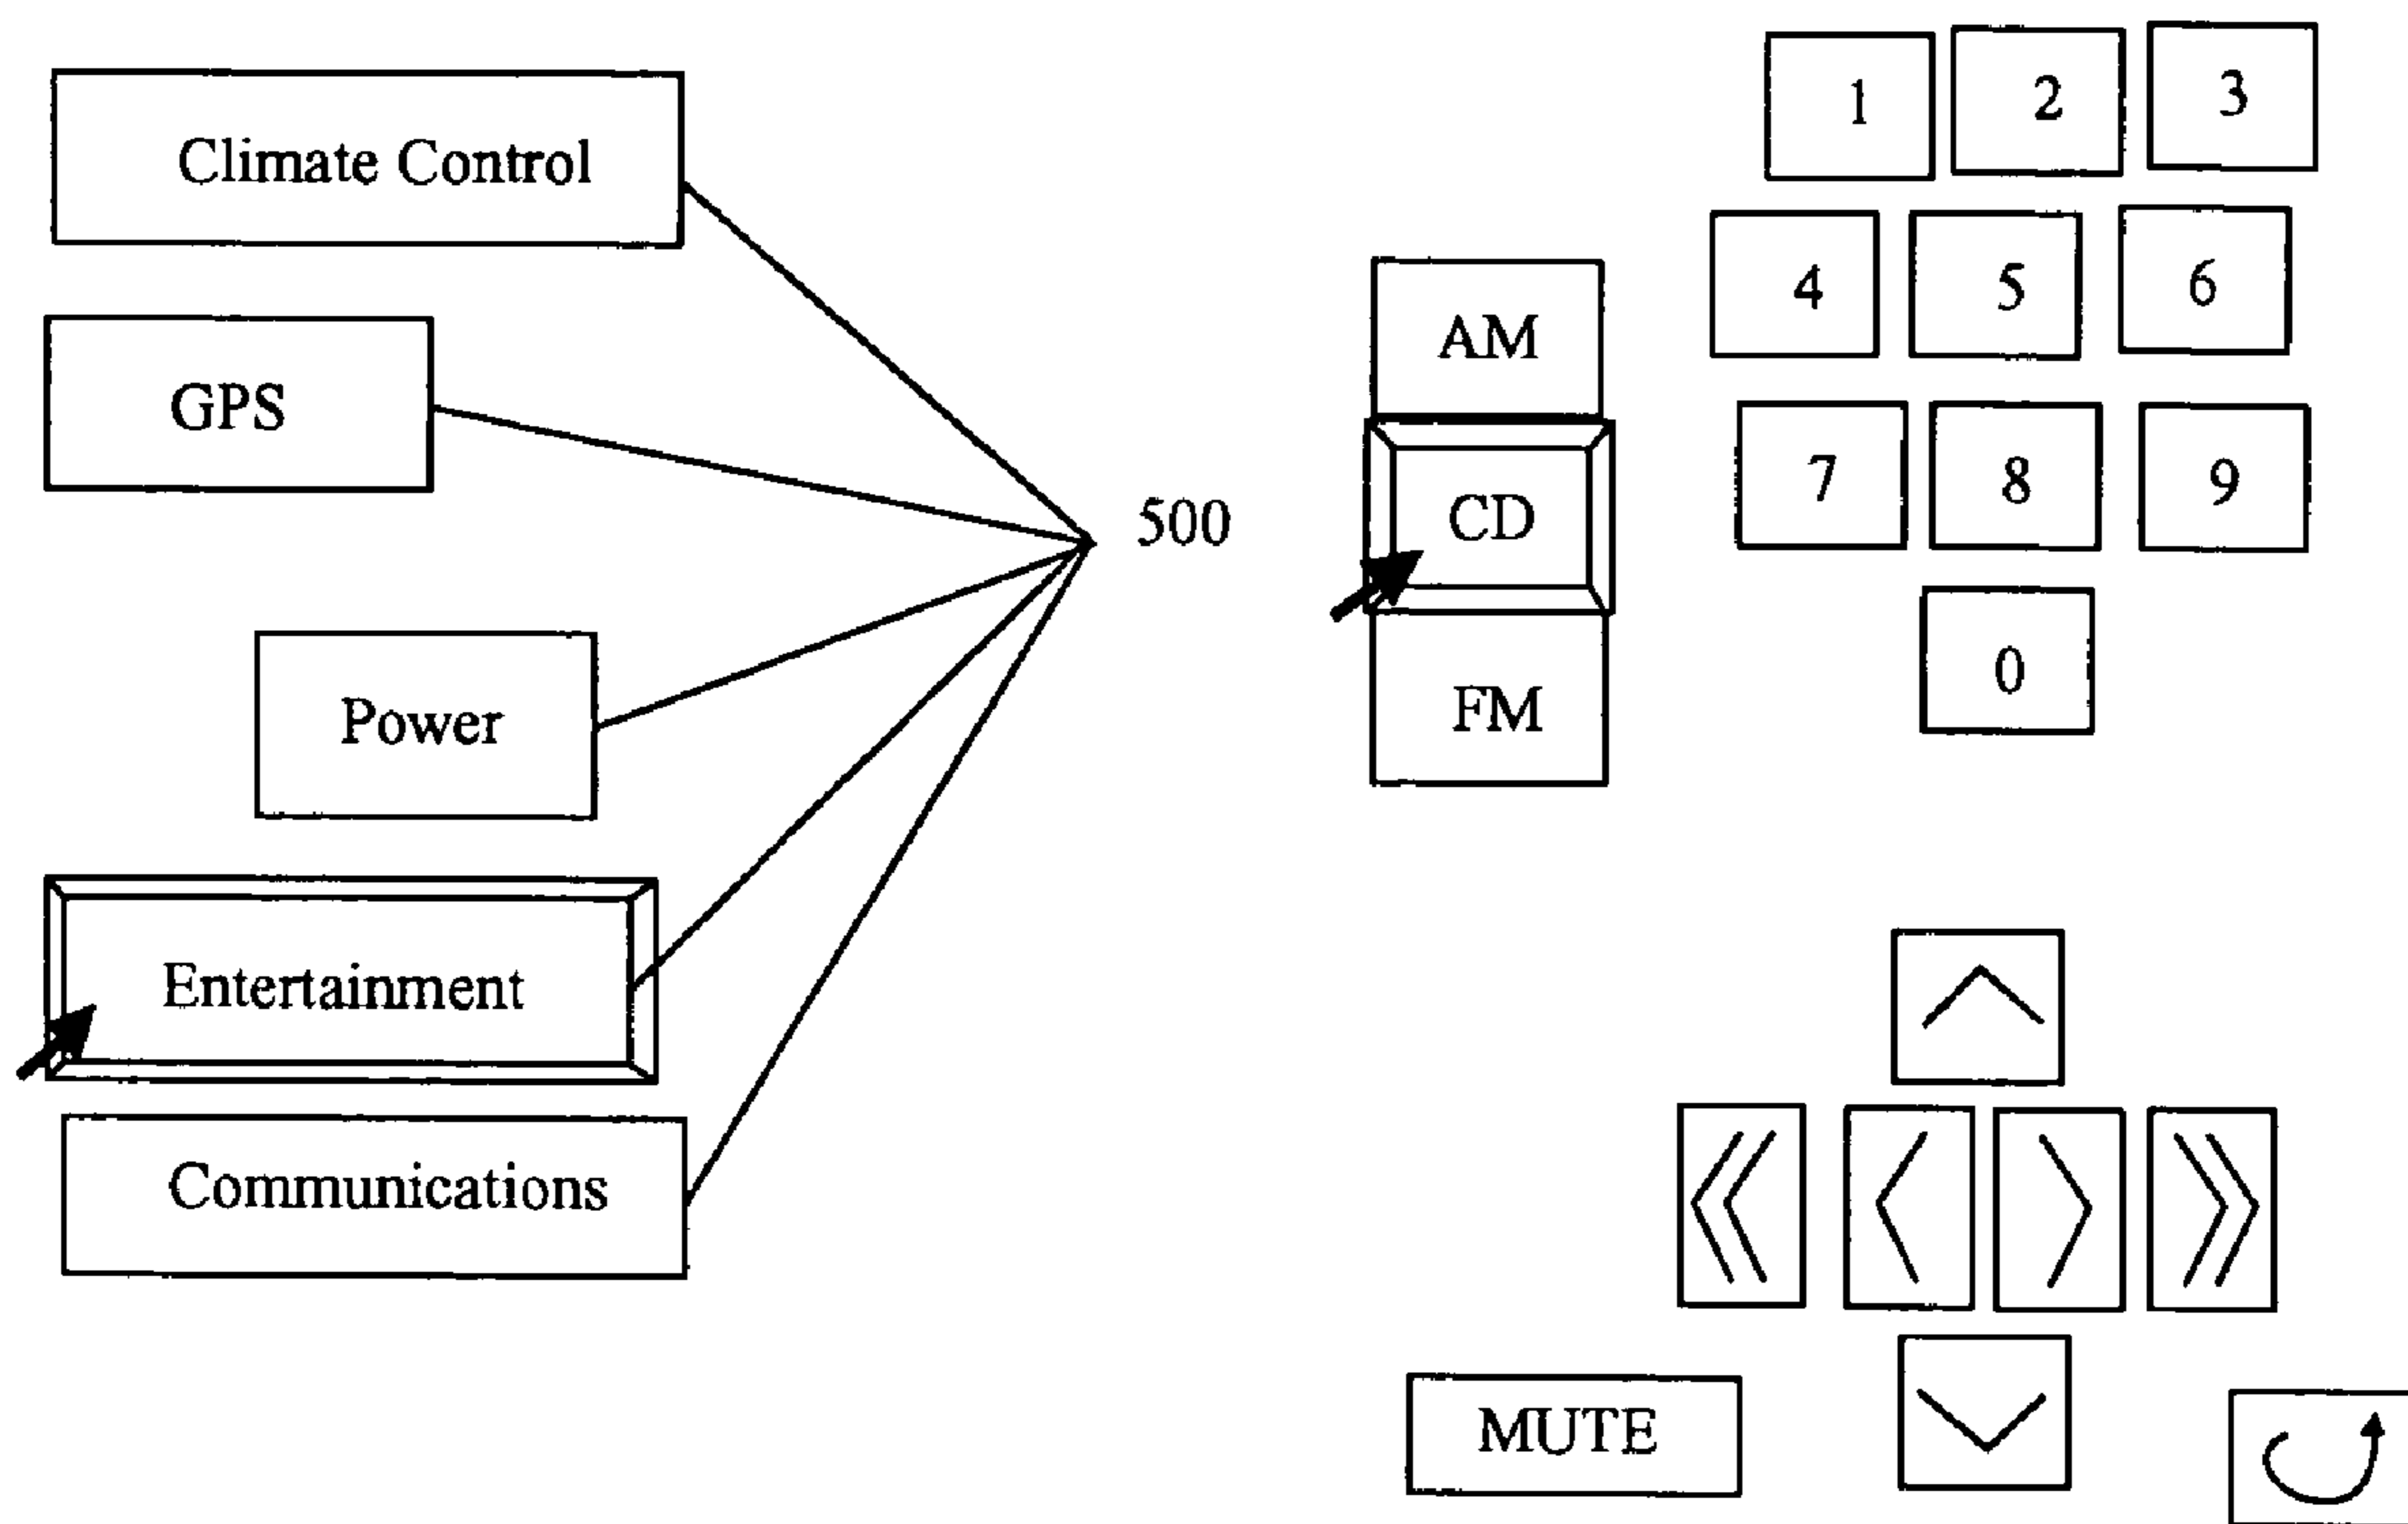 Climate Control
GPS
Power
Entertainment
Communications
500
AM
CD
FM
1 2 3
4 5 6
7 8 9
0
MUTE